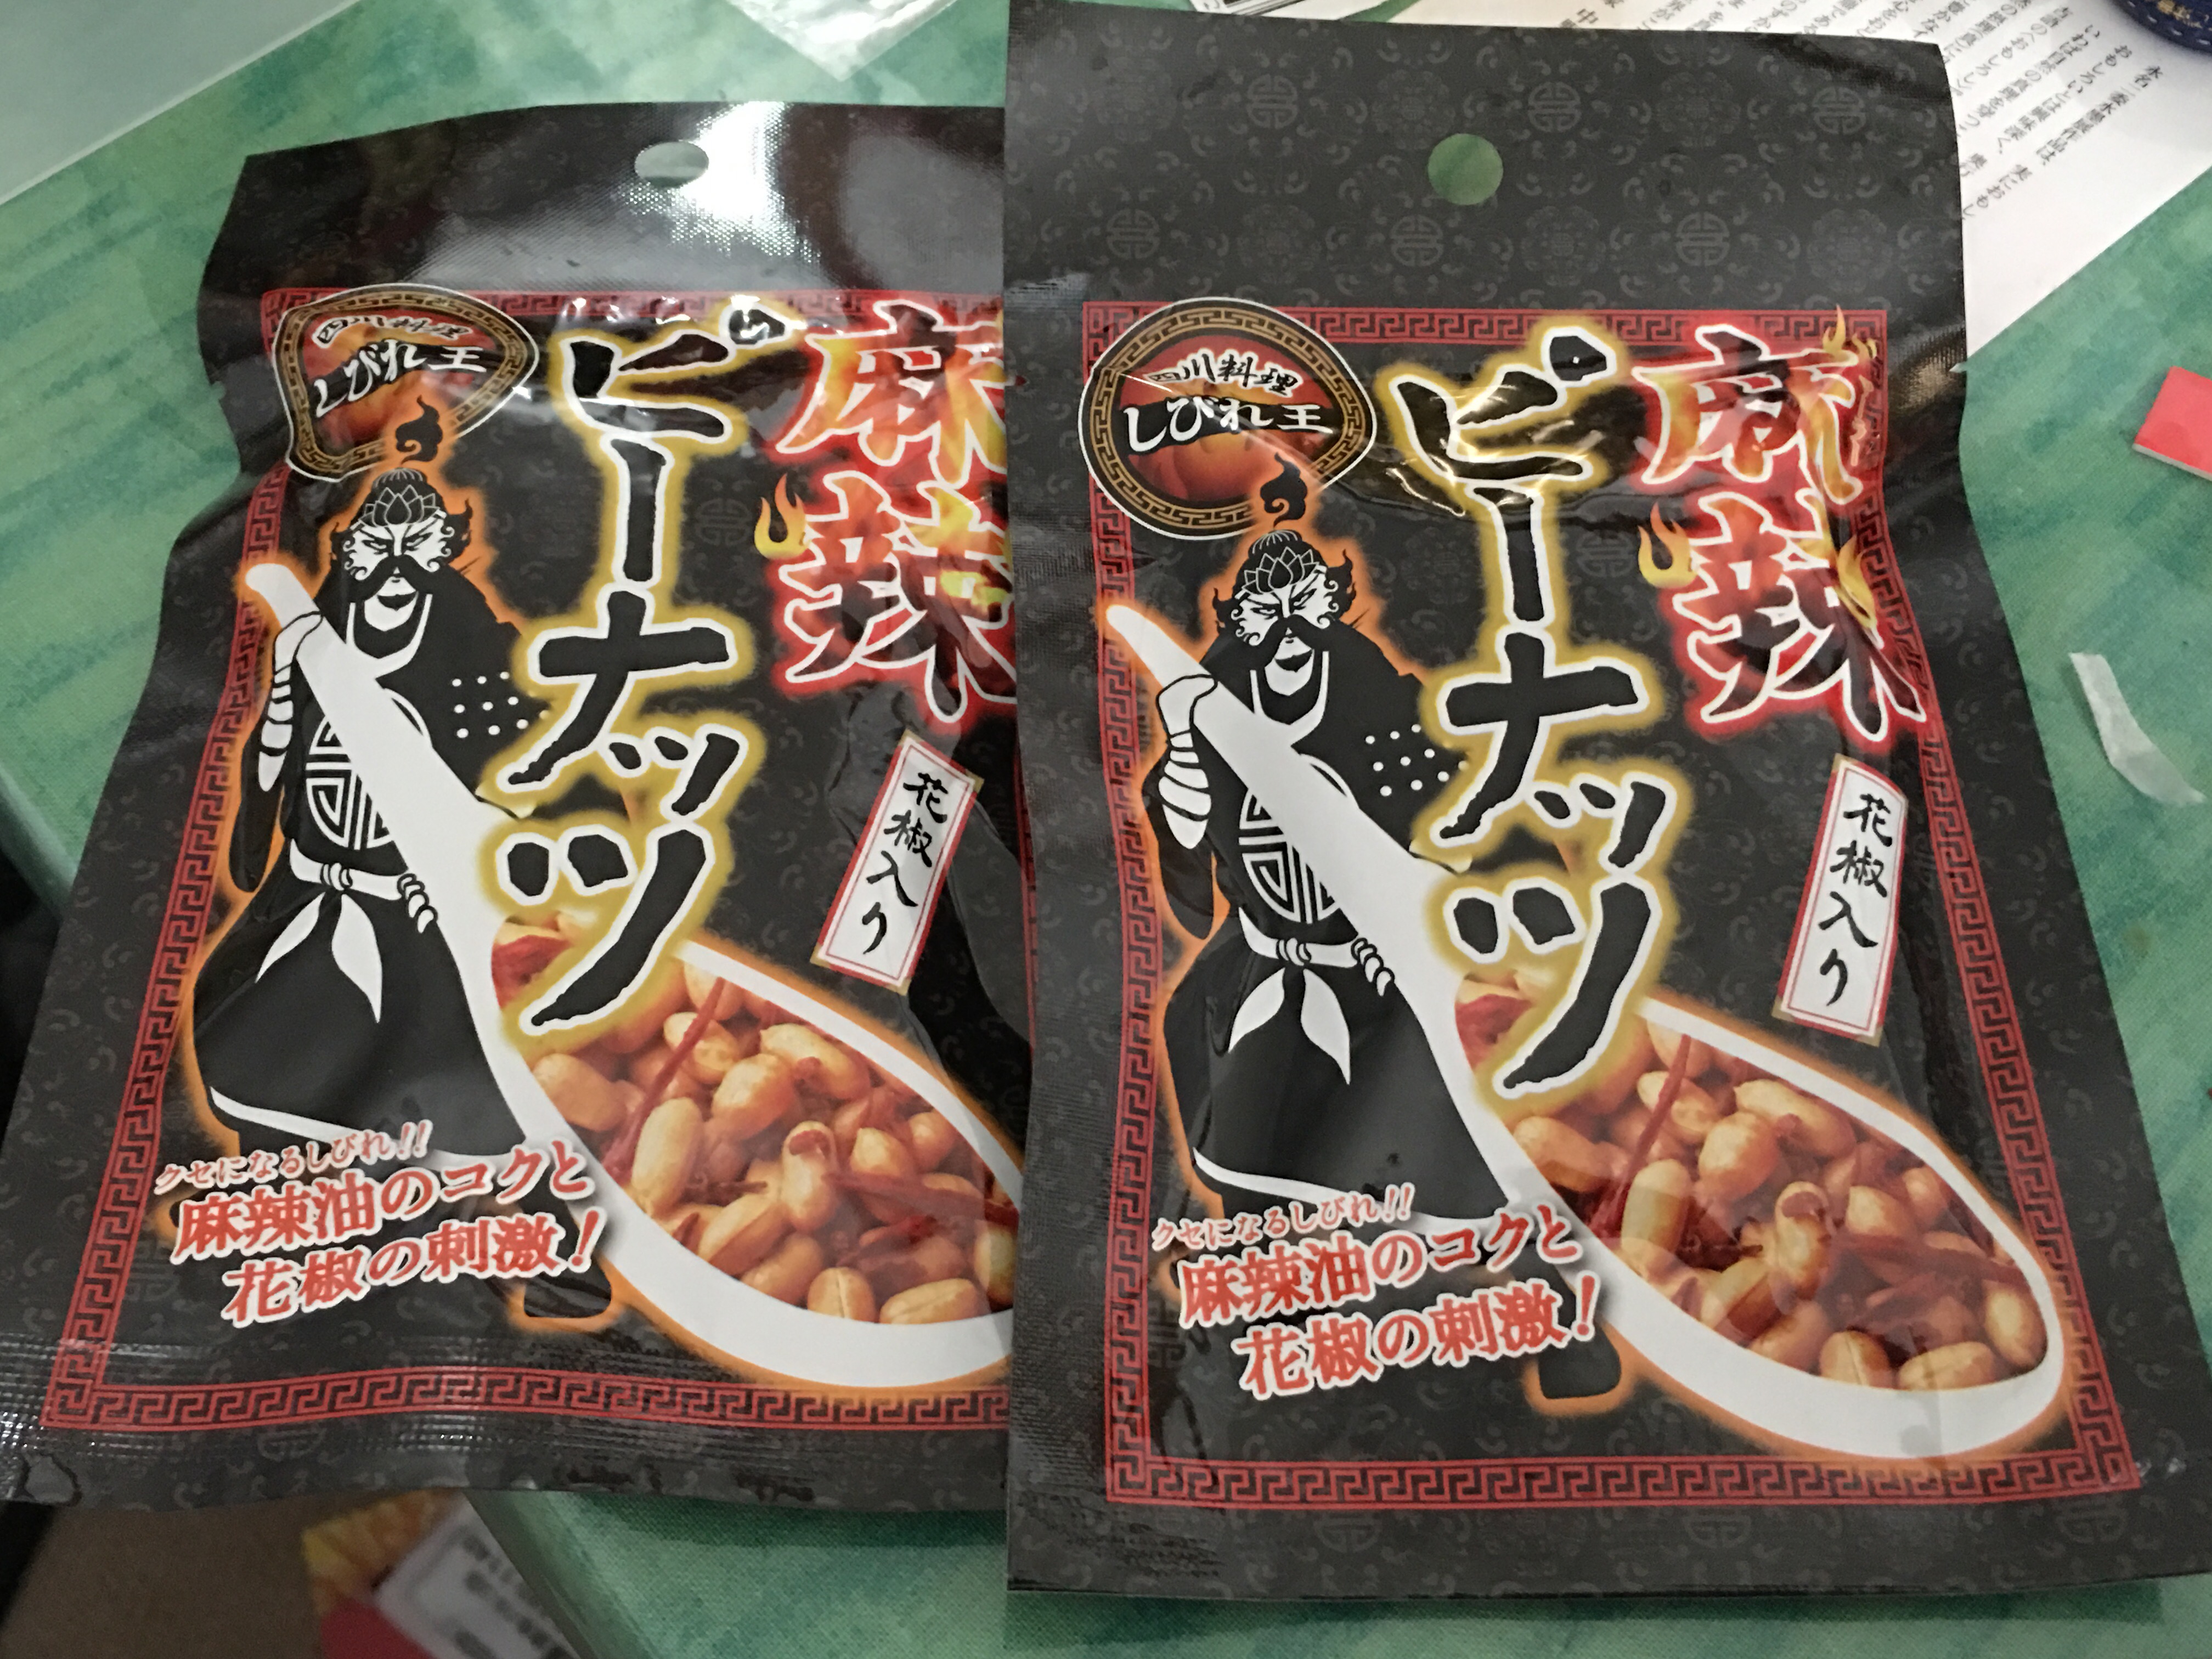 四川料理
しびれ王
麻辣
ピーナッツ
花椒入り
クセになるしびれ!!
麻辣油のコクと
花椒の刺激!
四川料理
しびれ王
麻辣
ピーナッツ
花椒入り
クセになるしびれ!!
麻辣油のコクと
花椒の刺激!